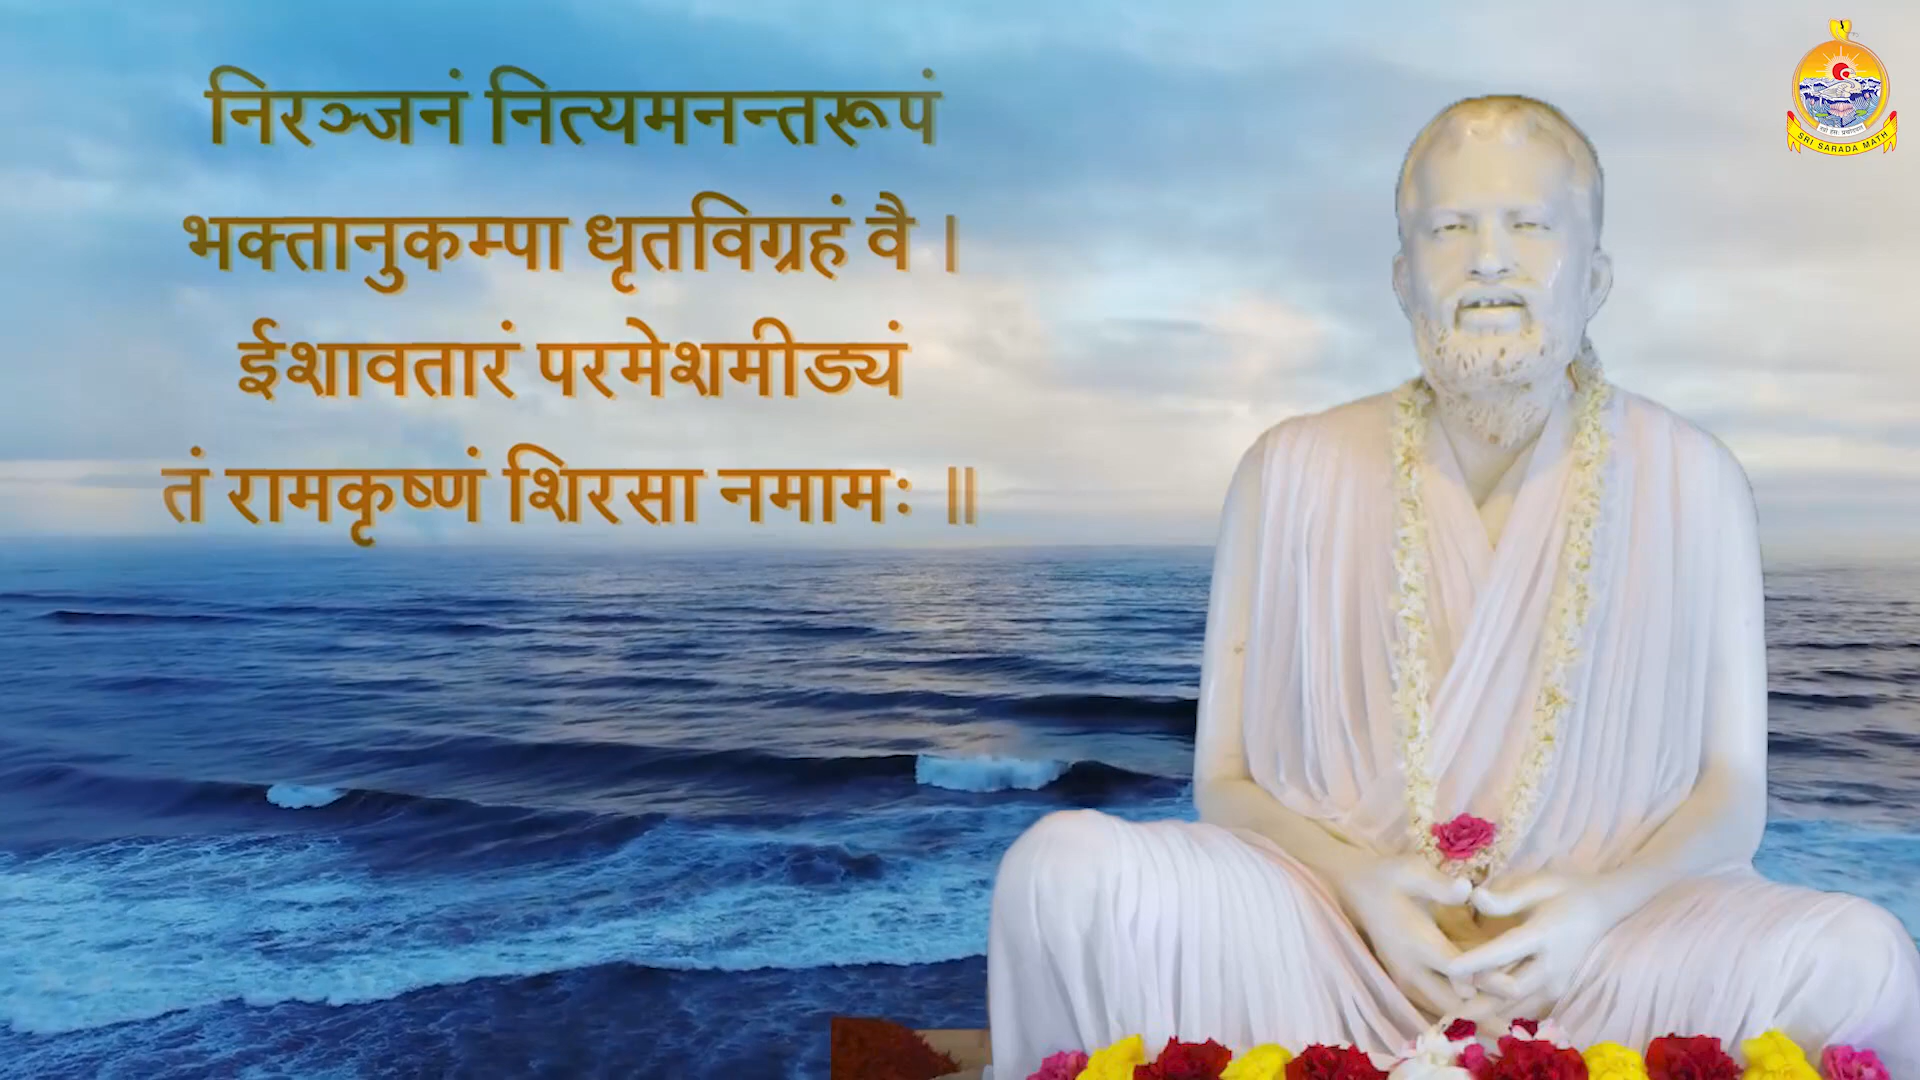 निरञ्जनं नित्यमनन्तरूपं
भक्तानुकम्पा धृतविग्रहं वै ।
ईशावतारं परमेशमीड्यं
तं रामकृष्णं शिरसा नमामः ॥
SRI SARADA MATH